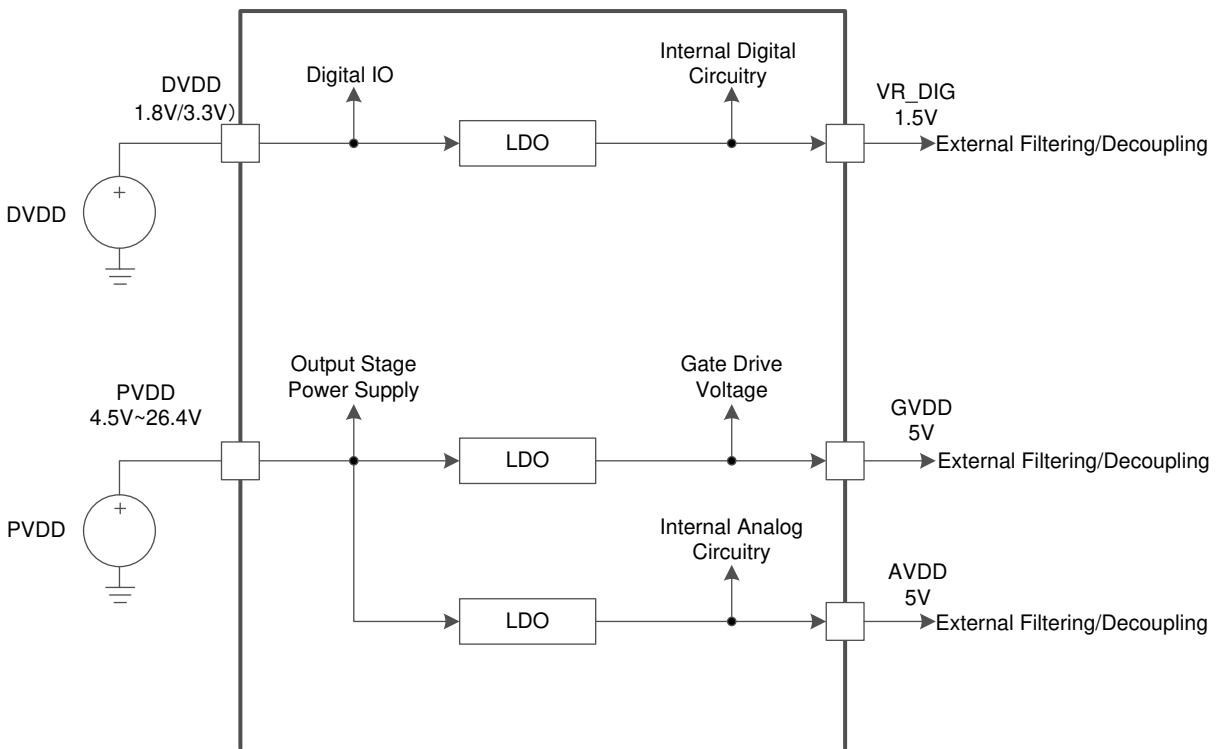 DVDD
1.8V/3.3V）
Digital IO
Internal Digital
Circuitry
VR_DIG
1.5V
LDO
External Filtering/Decoupling
+
DVDD
PVDD
4.5V~26.4V
Output Stage
Power Supply
Gate Drive
Voltage
GVDD
5V
LDO
External Filtering/Decoupling
+
PVDD
Internal Analog
Circuitry
AVDD
5V
LDO
External Filtering/Decoupling